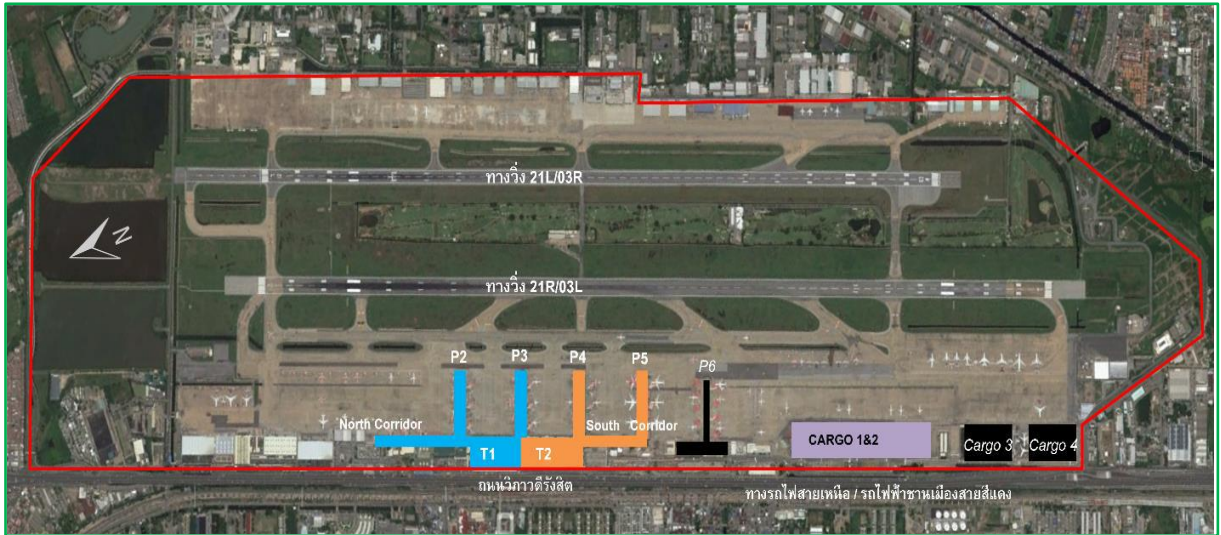 ทางวิ่ง 21L/03R
N
ทางวิ่ง 21R/03L
P2
P3
P4
P5
P6
North Corridor
South Corridor
T1
T2
CARGO 1&2
Cargo 3
Cargo 4
ถนนวิภาวดีรังสิต
ทางรถไฟสายเหนือ / รถไฟฟ้าชานเมืองสายสีแดง